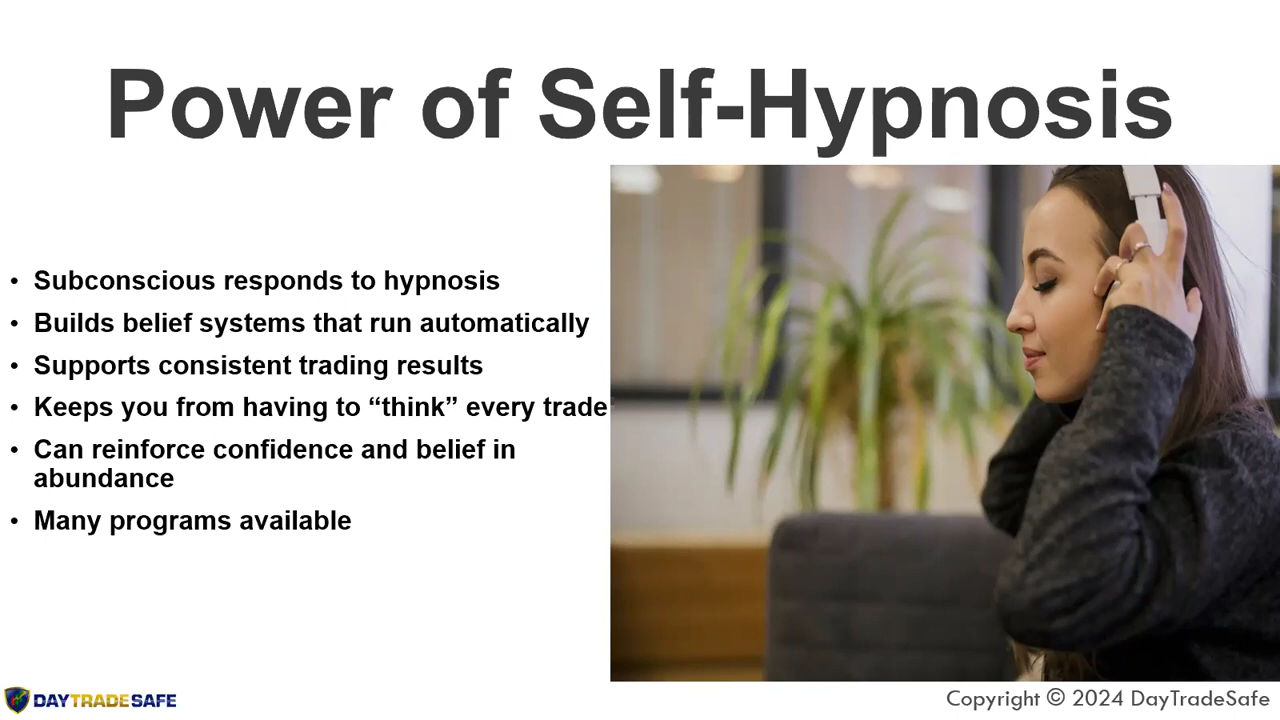 Power of Self-Hypnosis
• Subconscious responds to hypnosis
• Builds belief systems that run automatically
• Supports consistent trading results
• Keeps you from having to “think” every trade
• Can reinforce confidence and belief in
abundance
• Many programs available
DAYTRADESAFE
Copyright © 2024 DayTradeSafe